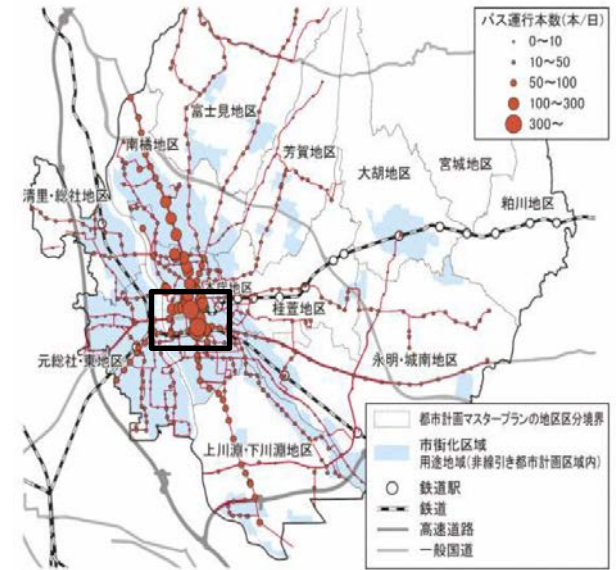 バス運行本数(本/日)
0～10
10～50
50～100
100～300
300～
富士見地区
南橘地区
芳賀地区
大胡地区
宮城地区
清里・総社地区
粕川地区
桂萱地区
元総社・東地区
永明・城南地区
上川淵・下川淵地区
都市計画マスタープランの地区区分境界
市街化区域
用途地域(非線引き都市計画区域内)
鉄道駅
鉄道
高速道路
一般国道